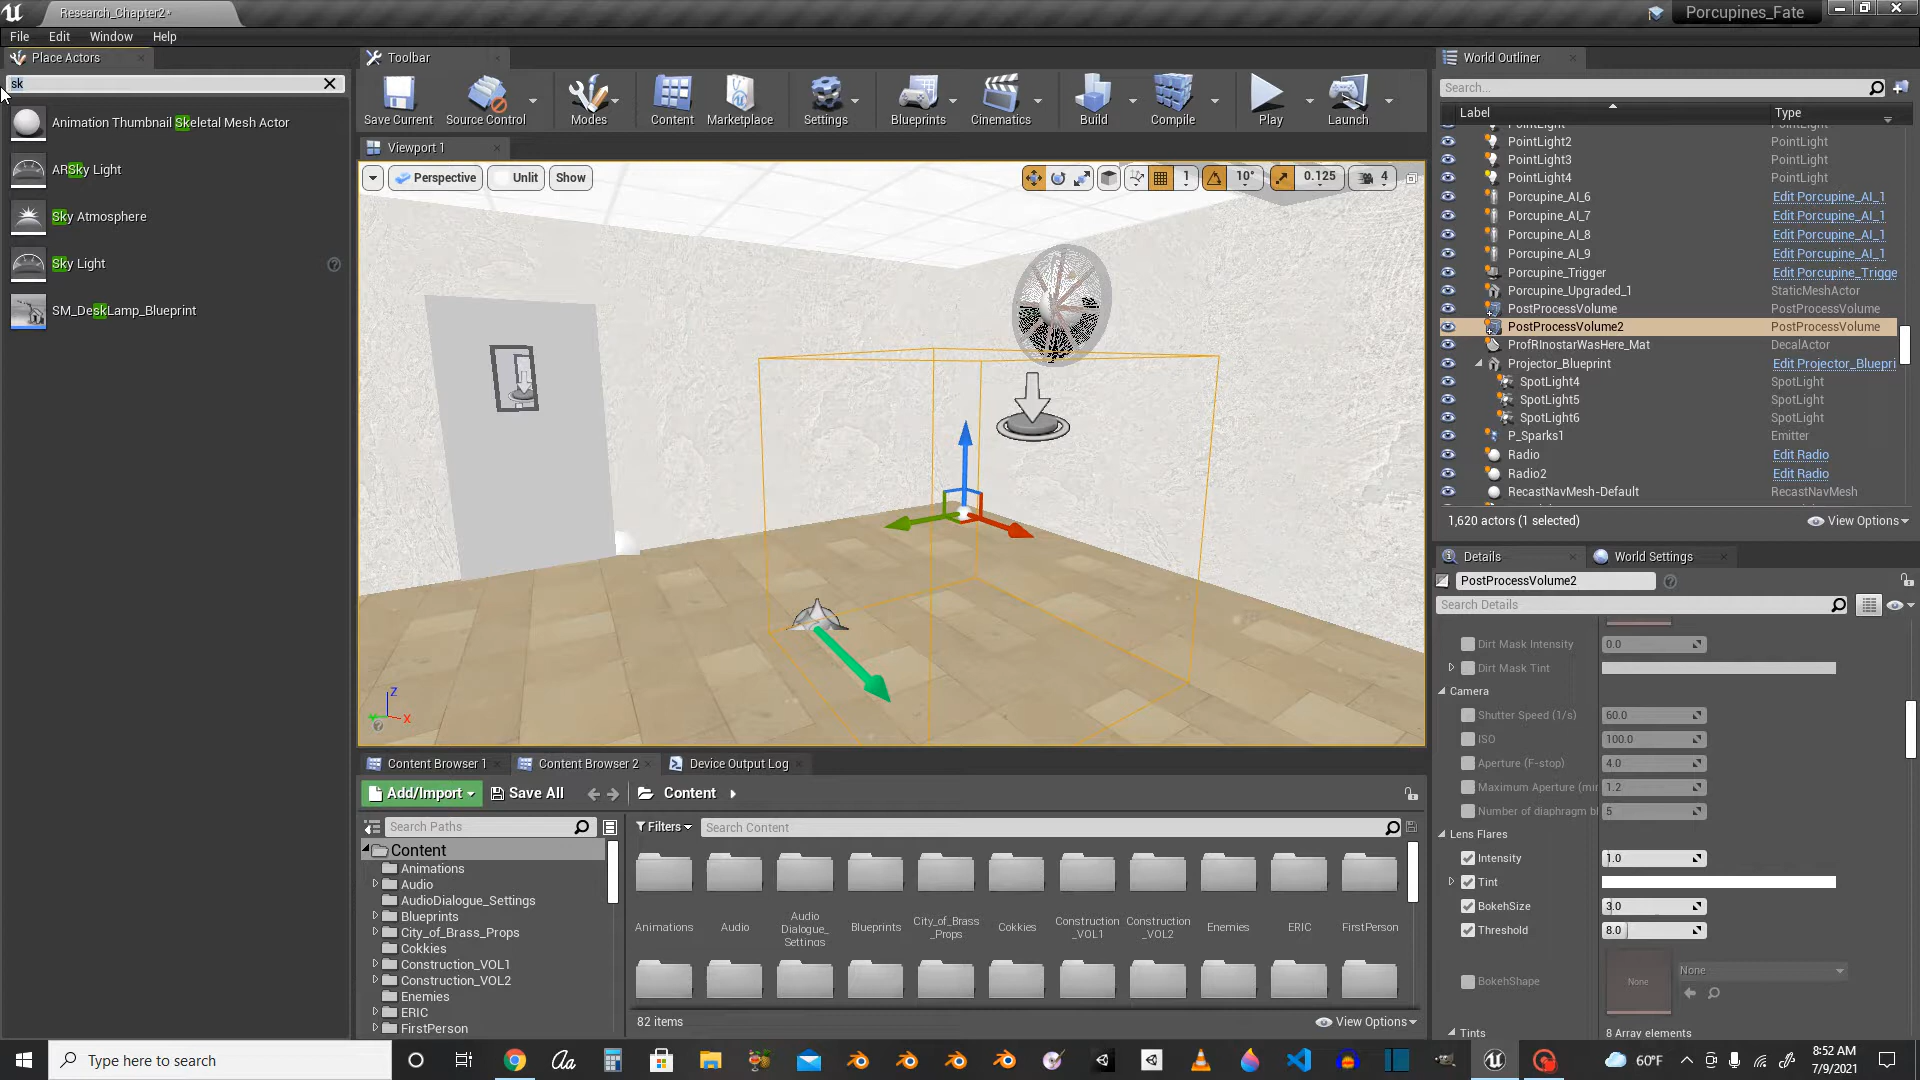 Research_Chapter2*
Porcupines_Fate
File Edit Window Help
Place Actors
sk
Animation Thumbnail Skeletal Mesh Actor
ARSky Light
Sky Atmosphere
Sky Light
SM_DeskLamp_Blueprint
Toolbar
Save Current Source Control Modes Content Marketplace Settings Blueprints Cinematics Build Compile Play Launch
Viewport 1
Perspective Unlit Show
1 10° 0.125 4
Z
X
World Outliner
Search...
Label Type
PointLight PointLight
PointLight2 PointLight
PointLight3 PointLight
PointLight4 PointLight
Porcupine_AI_6 Edit Porcupine_AI_1
Porcupine_AI_7 Edit Porcupine_AI_1
Porcupine_AI_8 Edit Porcupine_AI_1
Porcupine_AI_9 Edit Porcupine_AI_1
Porcupine_Trigger Edit Porcupine_Trigge
Porcupine_Upgraded_1 StaticMeshActor
PostProcessVolume PostProcessVolume
PostProcessVolume2 PostProcessVolume
ProfRInostarWasHere_Mat DecalActor
Projector_Blueprint Edit Projector_Bluepri
SpotLight4 SpotLight
SpotLight5 SpotLight
SpotLight6 SpotLight
P_Sparks1 Emitter
Radio Edit Radio
Radio2 Edit Radio
RecastNavMesh-Default RecastNavMesh
1,620 actors (1 selected) View Options
Details World Settings
PostProcessVolume2
Search Details
Dirt Mask Intensity 0.0
Dirt Mask Tint
Camera
Shutter Speed (1/s) 60.0
ISO 100.0
Aperture (F-stop) 4.0
Maximum Aperture (mi 1.2
Number of diaphragm b 5
Lens Flares
Intensity 1.0
Tint
BokehSize 3.0
Threshold 8.0
BokehShape None None
Tints 8 Array elements
Content Browser 1 Content Browser 2 Device Output Log
Add/Import Save All Content
Search Paths
Filters Search Content
Content
Animations
Audio
AudioDialogue_Settings
Blueprints
City_of_Brass_Props
Cokkies
Construction_VOL1
Construction_VOL2
Enemies
ERIC
FirstPerson
Animations Audio Audio Dialogue_Settings Blueprints City_of_Brass_Props Cokkies Construction_VOL1 Construction_VOL2 Enemies ERIC FirstPerson
82 items View Options
Type here to search
60°F
8:52 AM
7/9/2021